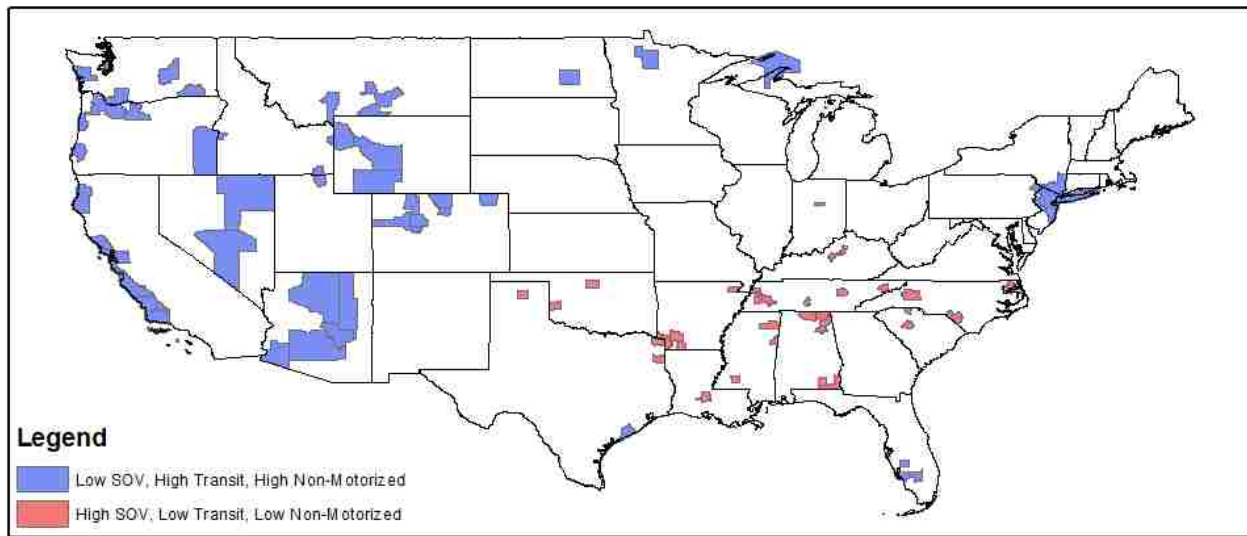 Legend
Low SOV, High Transit, High Non-Motorized
High SOV, Low Transit, Low Non-Motorized